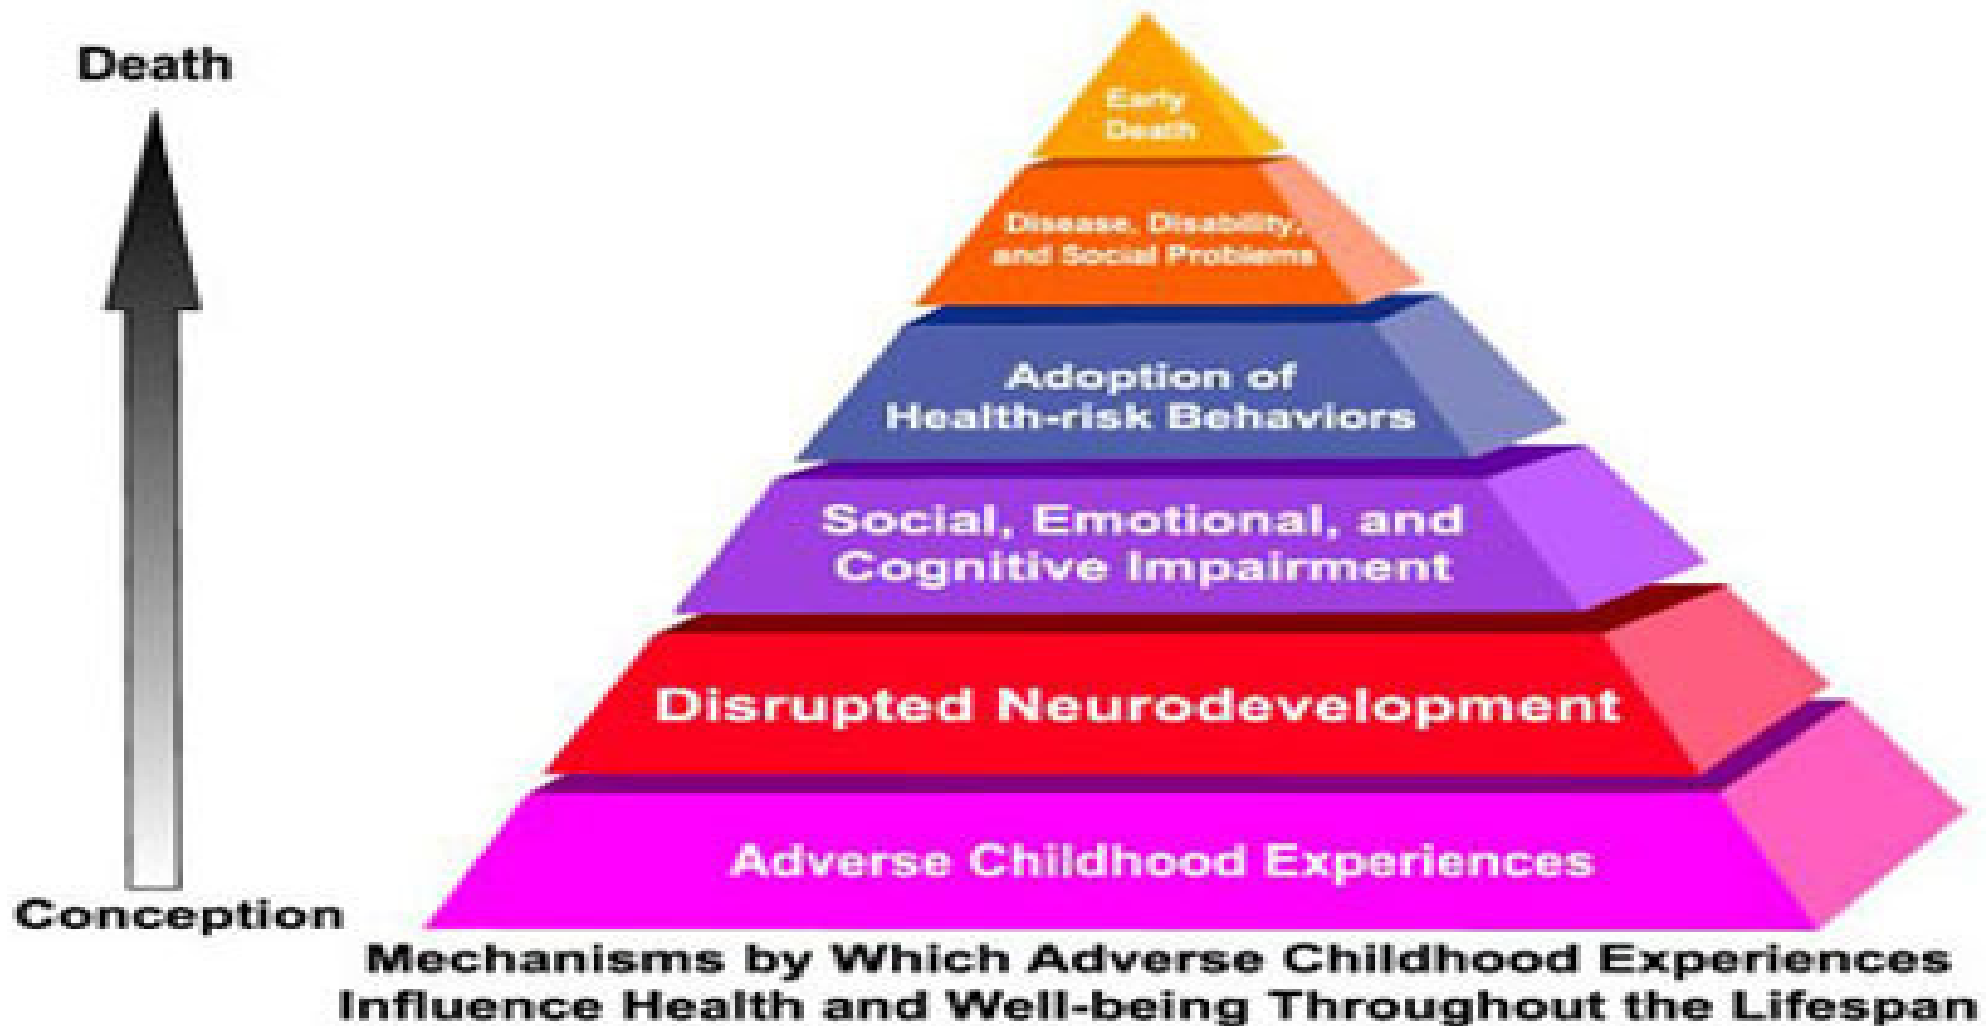 Death
Early
Death
Disease, Disability,
and Social Problems
Adoption of
Health-risk Behaviors
Social, Emotional, and
Cognitive Impairment
Disrupted Neurodevelopment
Adverse Childhood Experiences
Conception
Mechanisms by Which Adverse Childhood Experiences
Influence Health and Well-being Throughout the Lifespan